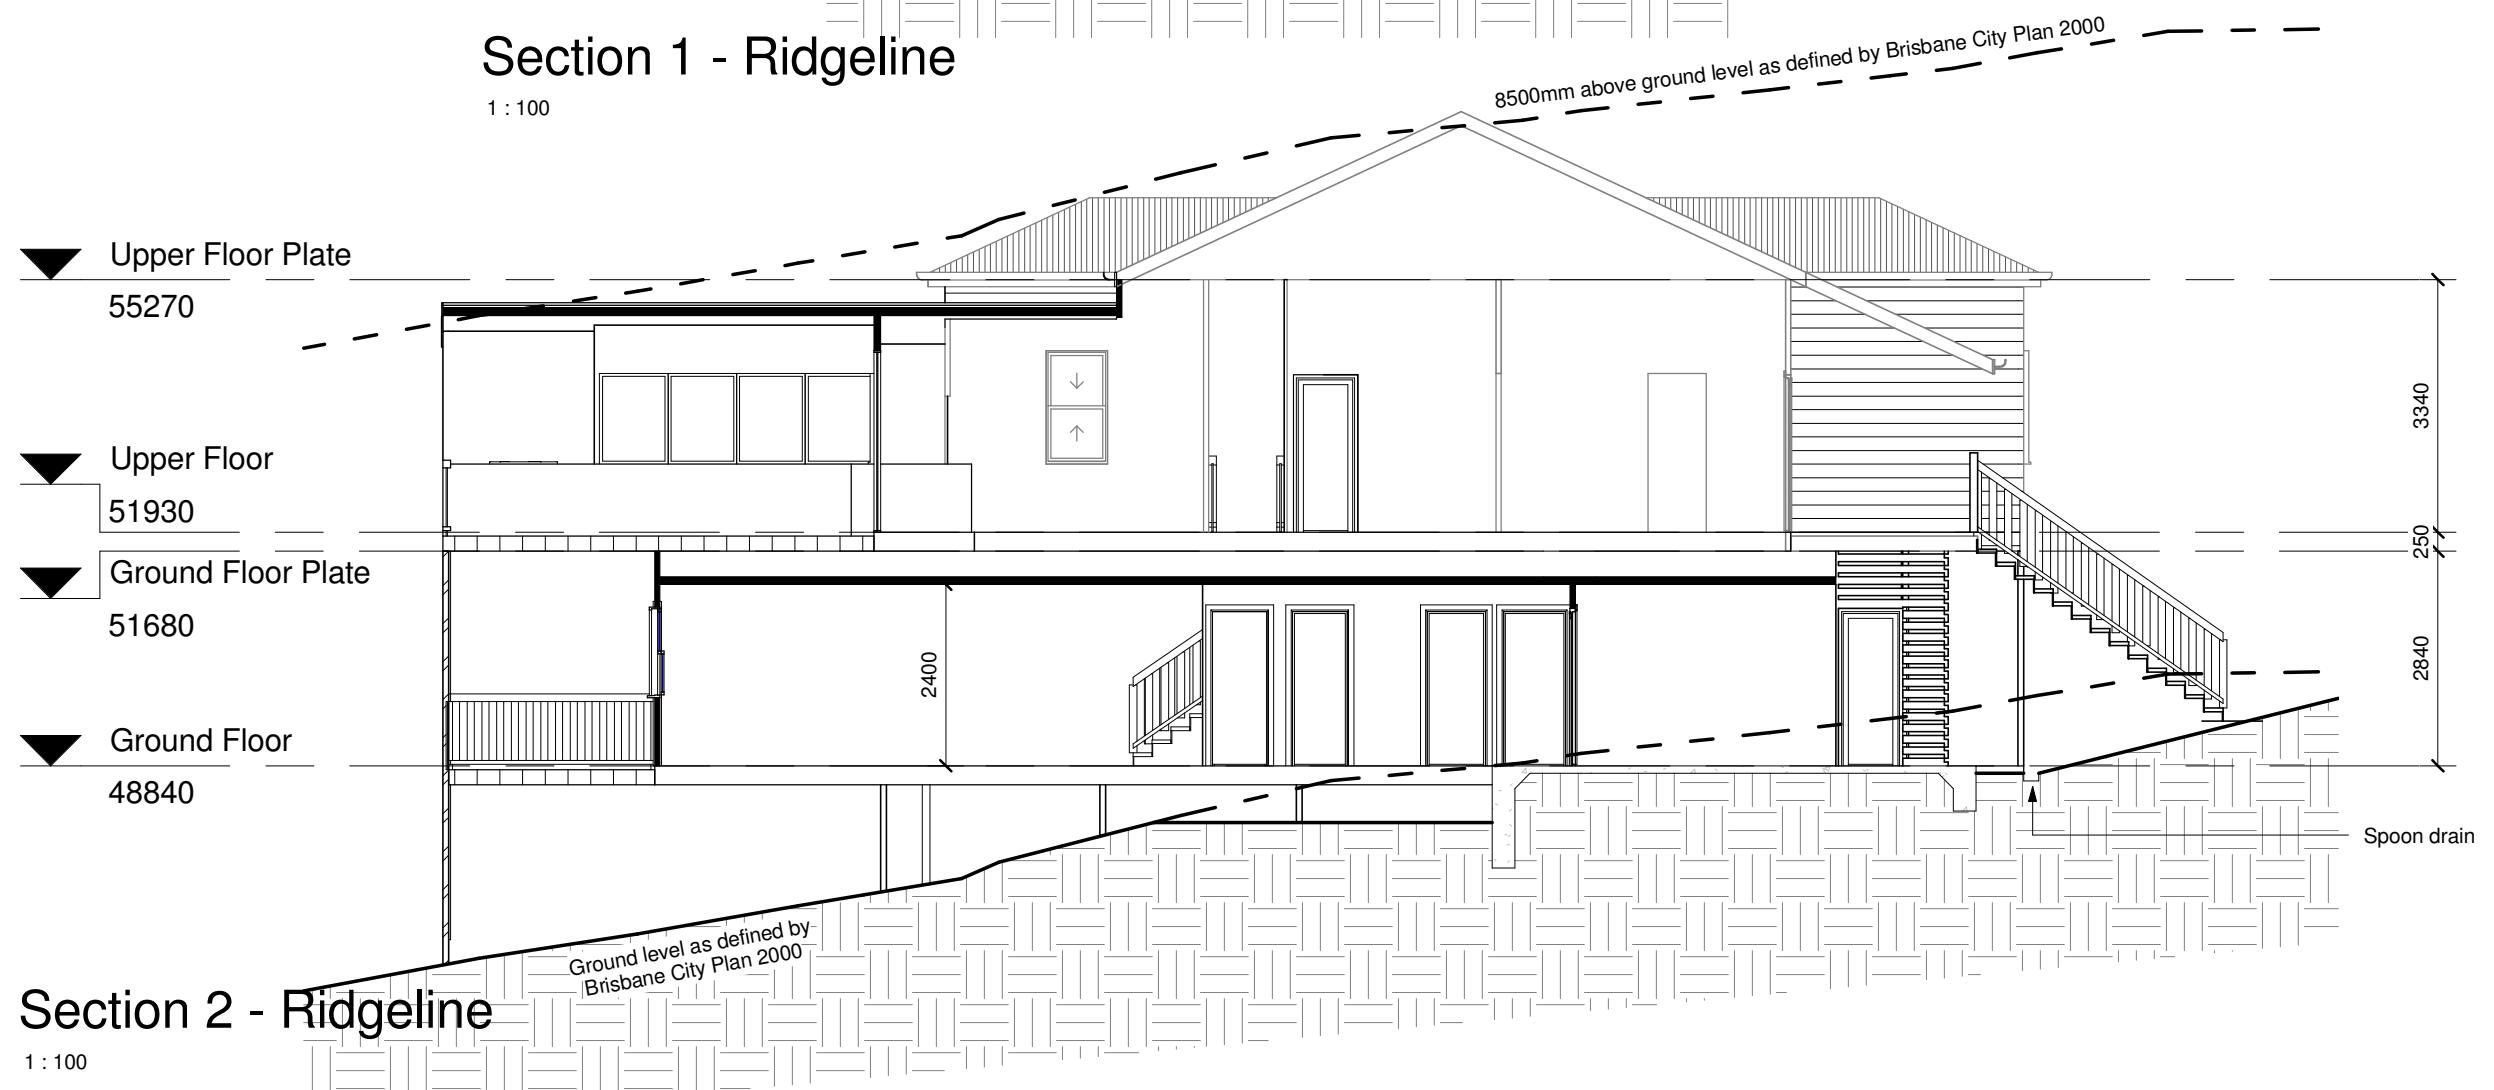 Section 1 - Ridgeline
1 : 100
8500mm above ground level as defined by Brisbane City Plan 2000
Upper Floor Plate
55270
Upper Floor
51930
Ground Floor Plate
51680
Ground Floor
48840
3340
250
2840
2400
Spoon drain
Ground level as defined by
Brisbane City Plan 2000
Section 2 - Ridgeline
1 : 100